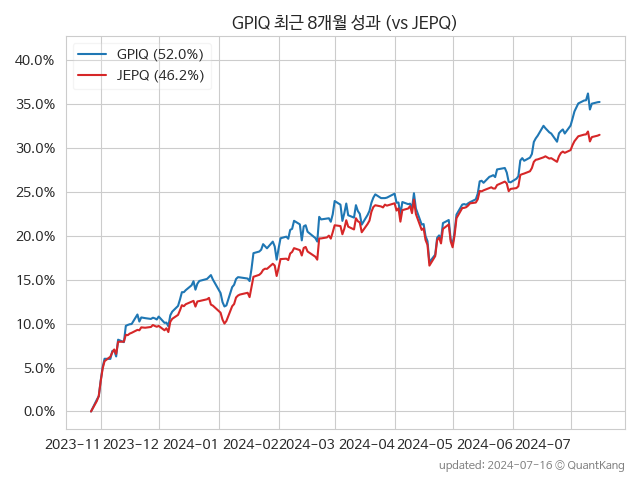 GPIQ 최근 8개월 성과 (vs JEPQ)
GPIQ (52.0%)
JEPQ (46.2%)
40.0%
35.0%
30.0%
25.0%
20.0%
15.0%
10.0%
5.0%
0.0%
2023-11 2023-12 2024-01 2024-02 2024-03 2024-04 2024-05 2024-06 2024-07
updated: 2024-07-16 © QuantKang